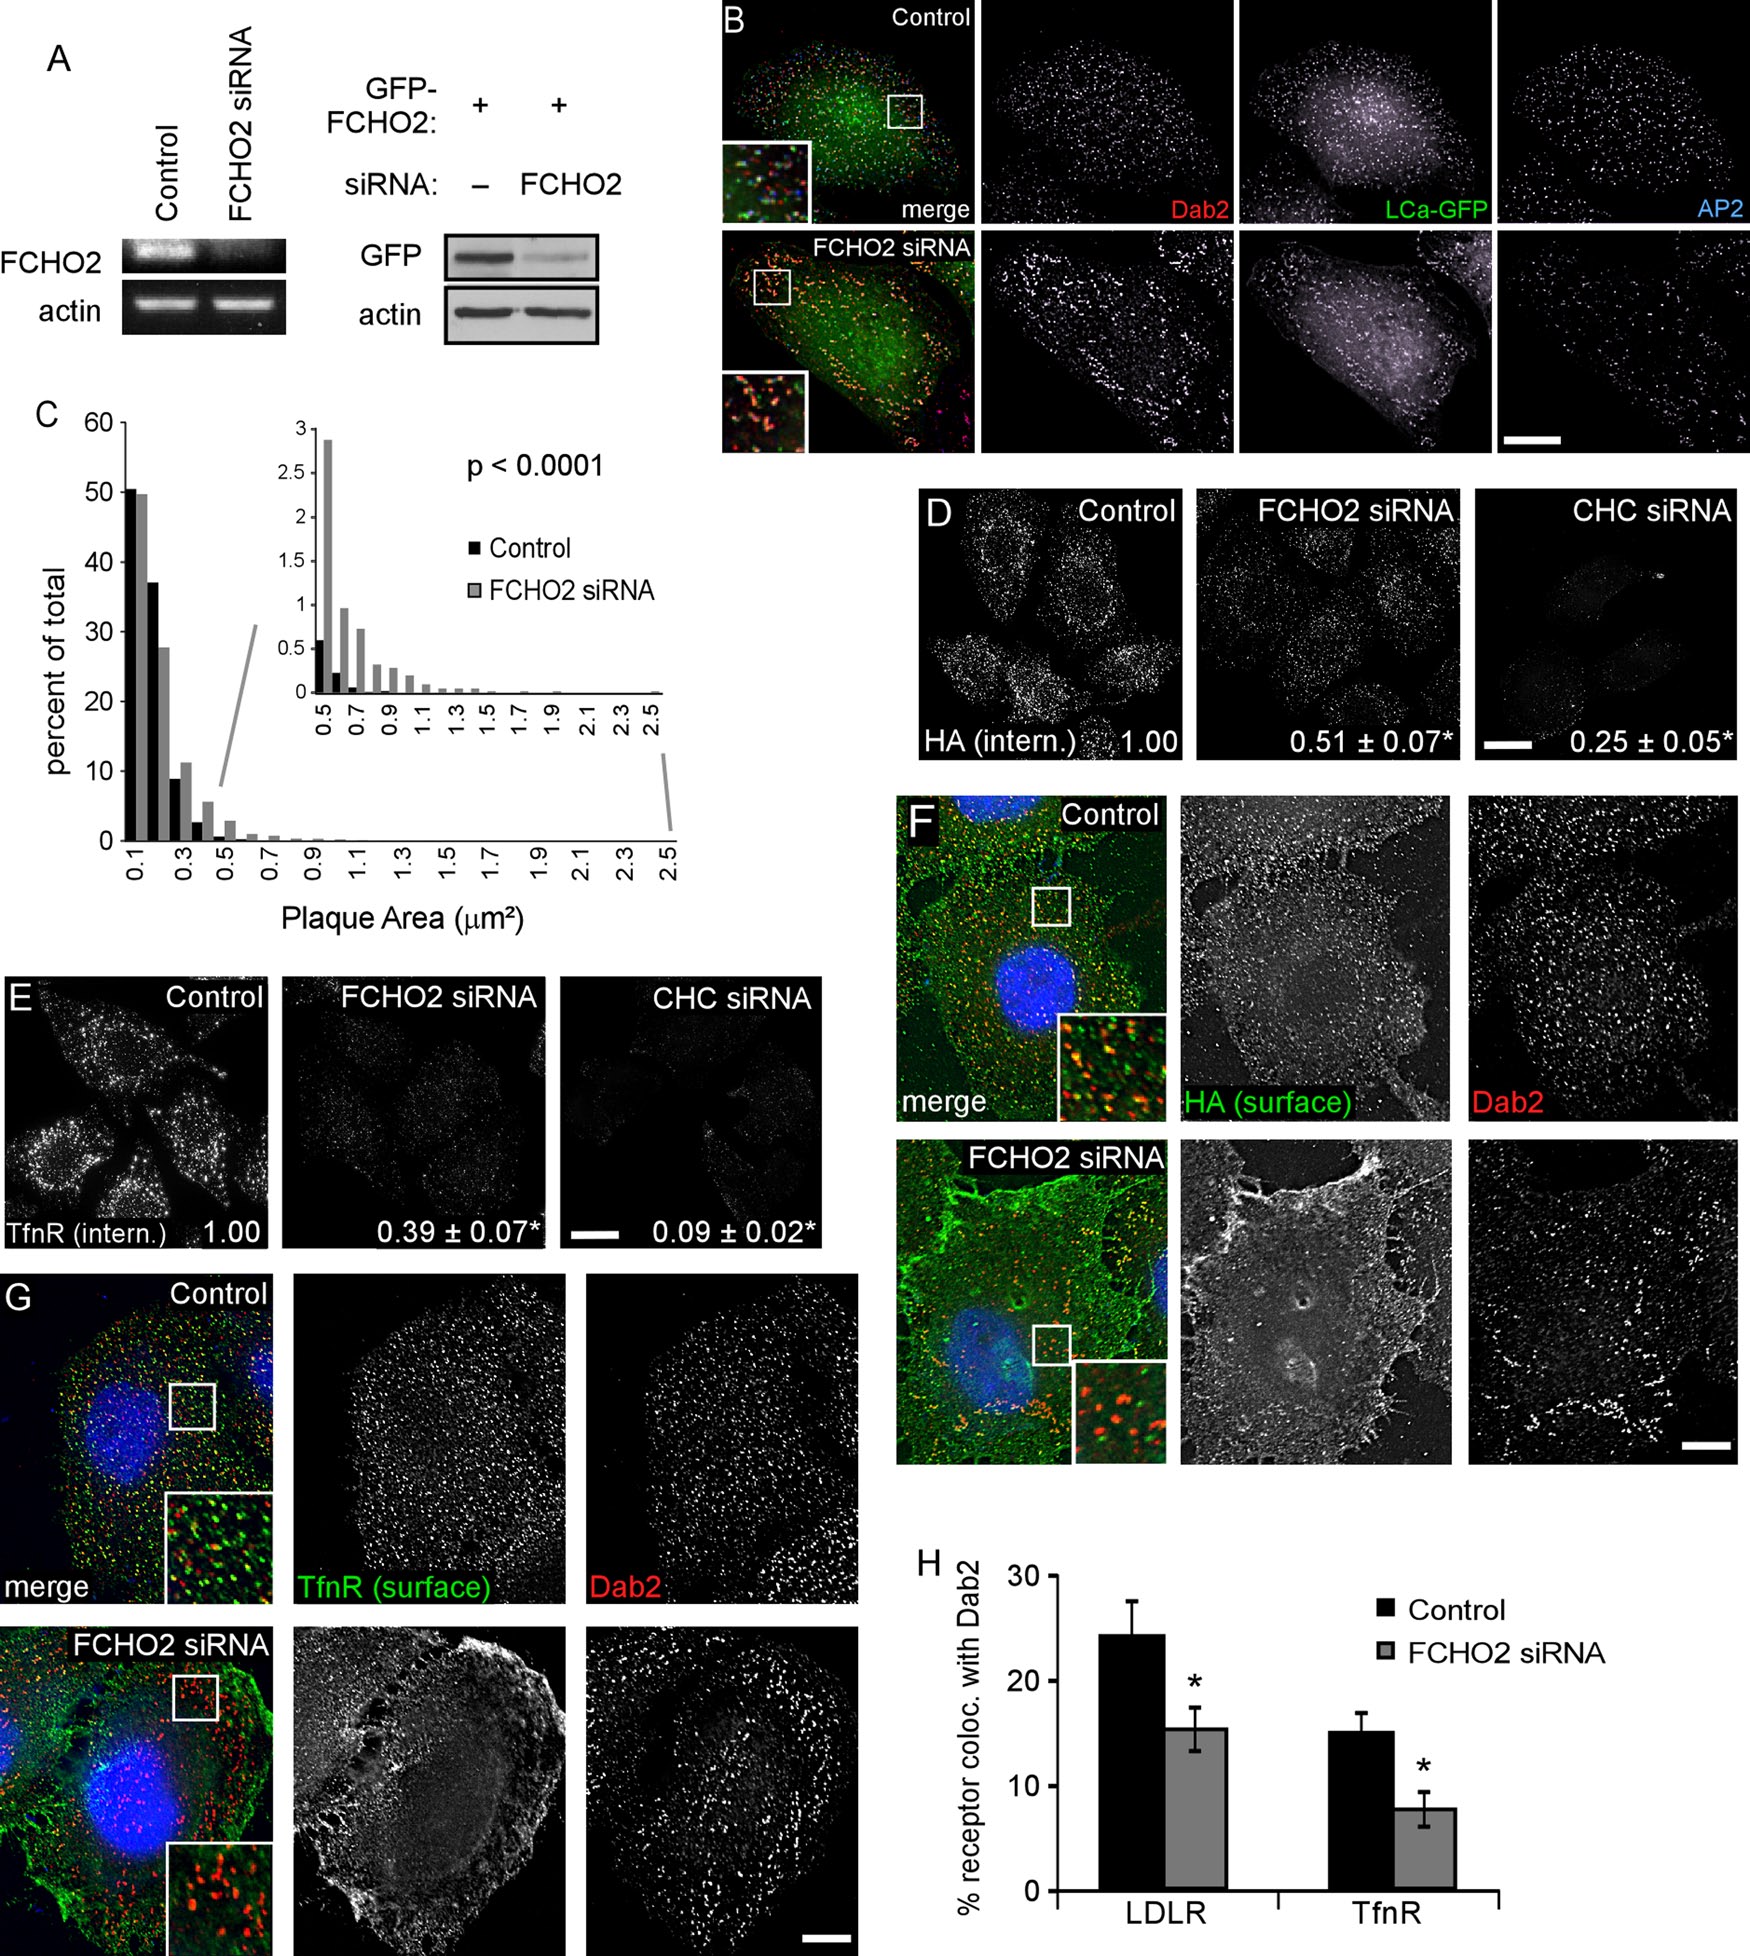 A
Control
FCHO2 siRNA
FCHO2
actin
GFP-
FCHO2:
+ +
siRNA: – FCHO2
GFP
actin
B
Control
merge
Dab2
LCa-GFP
AP2
FCHO2 siRNA
C
percent of total
60
50
40
30
20
10
0
0.1 0.3 0.5 0.7 0.9 1.1 1.3 1.5 1.7 1.9 2.1 2.3 2.5
Plaque Area (μm²)
3
2.5
2
1.5
1
0.5
0
0.5 0.7 0.9 1.1 1.3 1.5 1.7 1.9 2.1 2.3 2.5
p < 0.0001
Control
FCHO2 siRNA
D
Control
HA (intern.) 1.00
FCHO2 siRNA
0.51 ± 0.07*
CHC siRNA
0.25 ± 0.05*
E
Control
TfnR (intern.) 1.00
FCHO2 siRNA
0.39 ± 0.07*
CHC siRNA
0.09 ± 0.02*
F
Control
merge
HA (surface)
Dab2
FCHO2 siRNA
G
Control
merge
TfnR (surface)
Dab2
FCHO2 siRNA
H
% receptor coloc. with Dab2
30
20
10
0
*
*
LDLR
TfnR
Control
FCHO2 siRNA